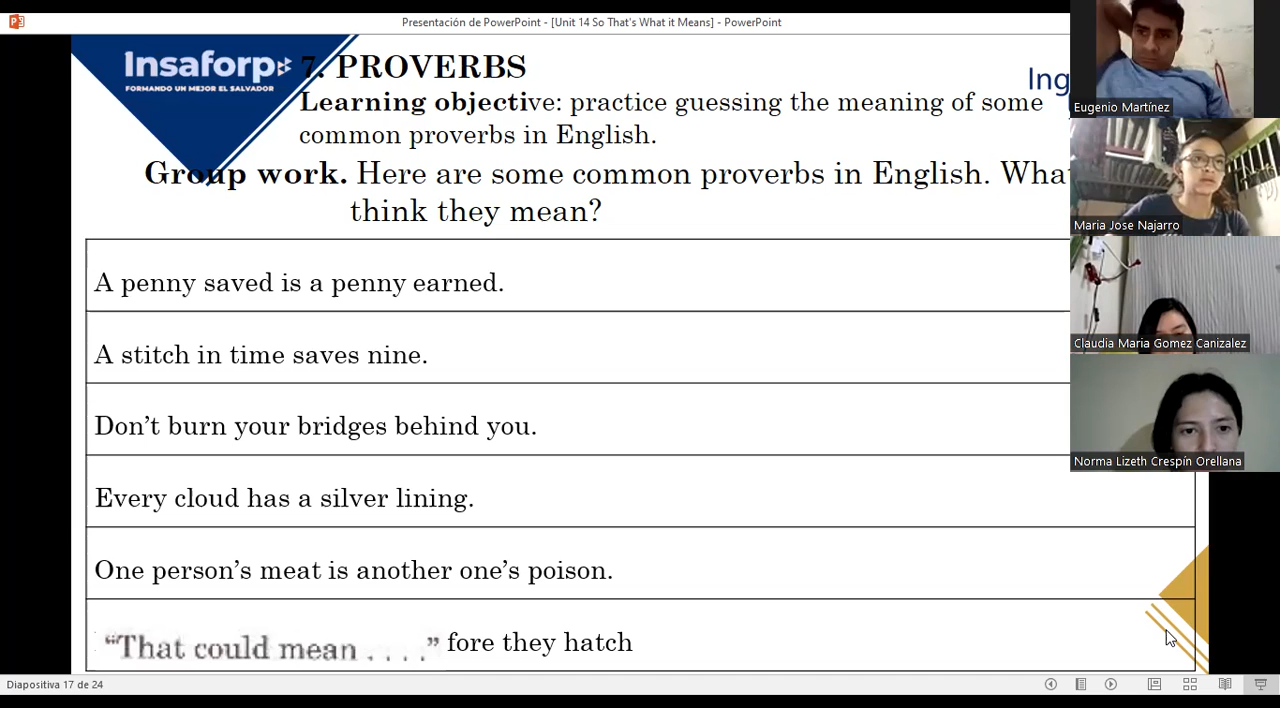 Presentación de PowerPoint - [Unit 14 So That's What it Means] - PowerPoint
Insaforp
FORMANDO UN MEJOR EL SALVADOR
7. PROVERBS
Ing
Learning objective: practice guessing the meaning of some
common proverbs in English.
Group work. Here are some common proverbs in English. What
think they mean?
A penny saved is a penny earned.
A stitch in time saves nine.
Don't burn your bridges behind you.
Every cloud has a silver lining.
One person's meat is another one's poison.
"That could mean . . . ." fore they hatch
Eugenio Martínez
Maria Jose Najarro
Claudia Maria Gomez Canizalez
Norma Lizeth Crespín Orellana
Diapositiva 17 de 24